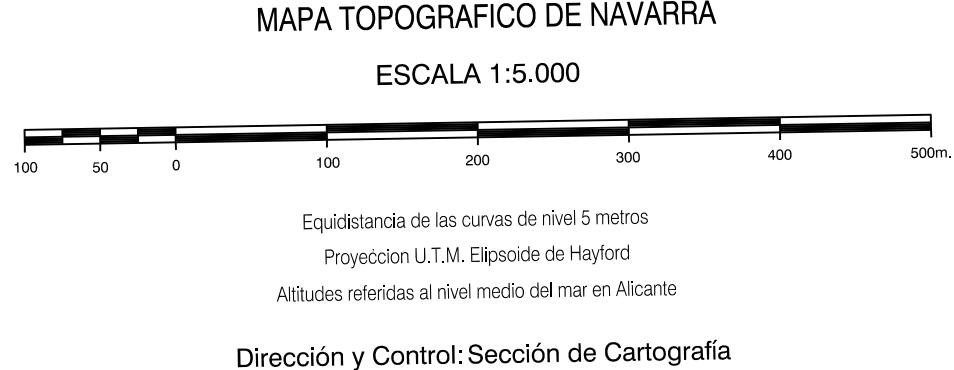 MAPA TOPOGRAFICO DE NAVARRA
ESCALA 1:5.000
100 50 0 100 200 300 400 500m.
Equidistancia de las curvas de nivel 5 metros
Proyeccion U.T.M. Elipsoide de Hayford
Altitudes referidas al nivel medio del mar en Alicante
Dirección y Control: Sección de Cartografía